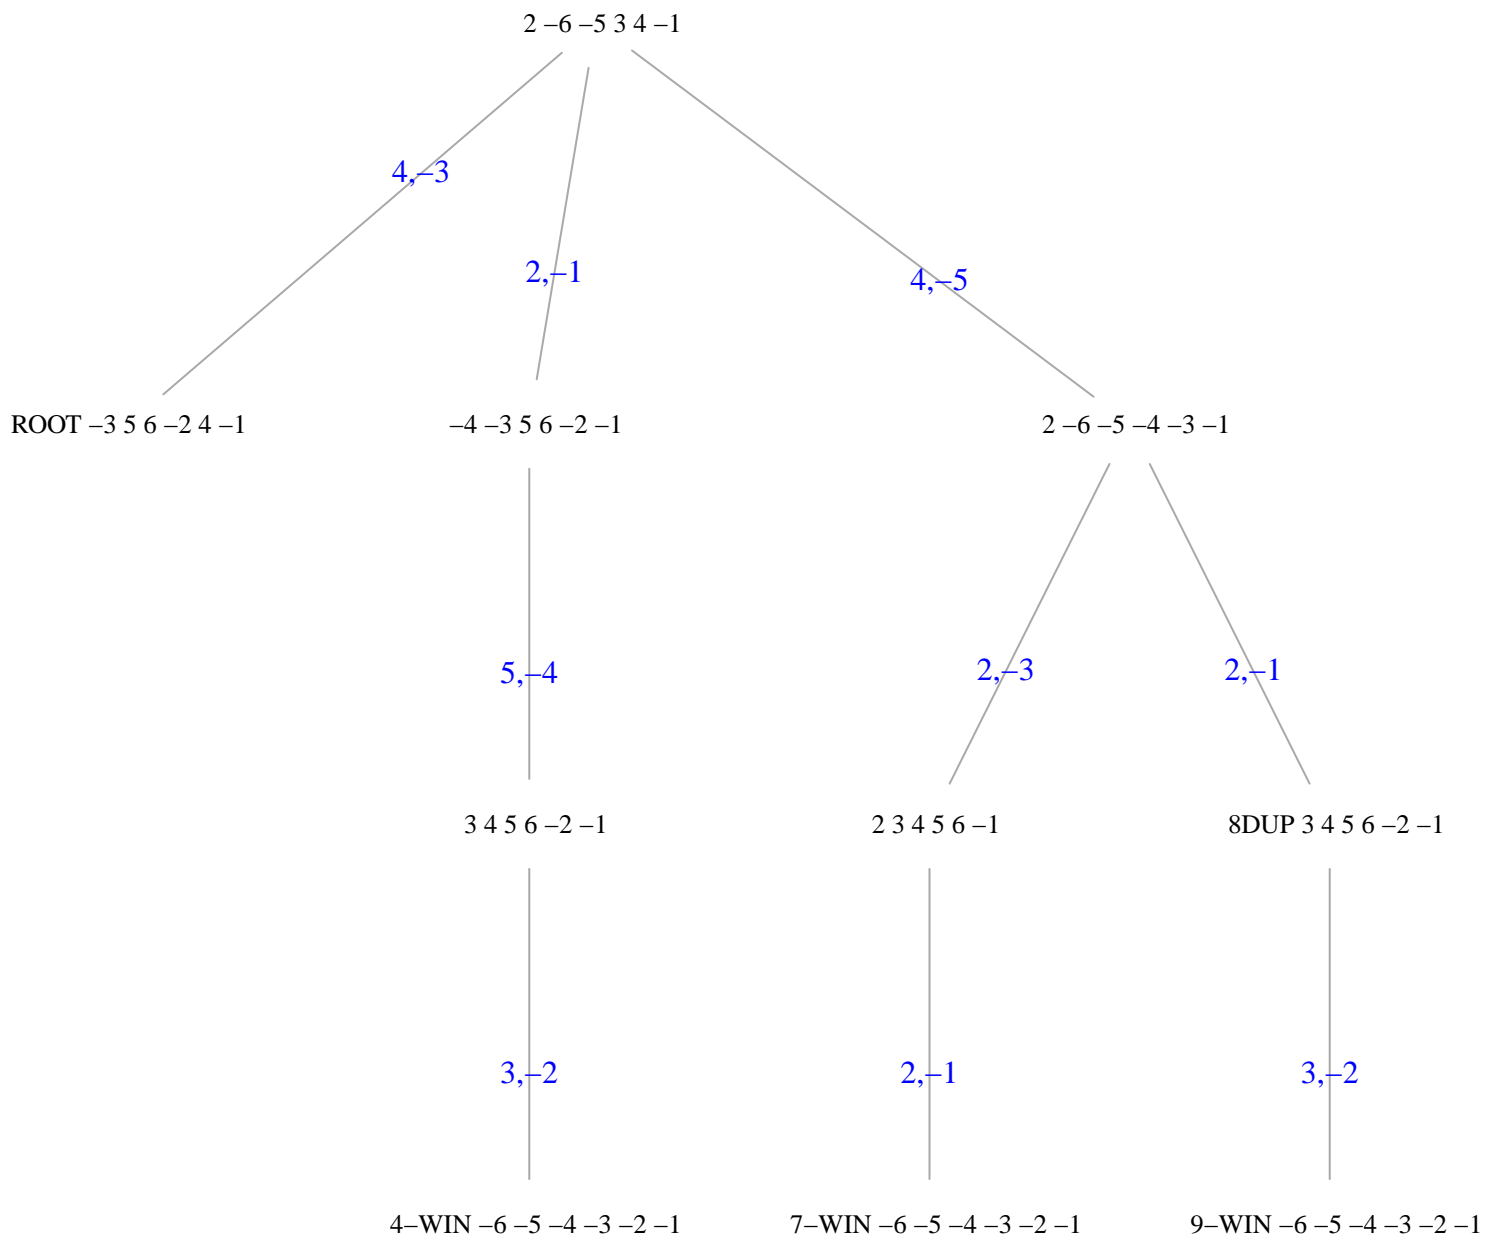 2 –6 –5 3 4 –1
4,–3
2,–1
4,–5
ROOT –3 5 6 –2 4 –1
–4 –3 5 6 –2 –1
2 –6 –5 –4 –3 –1
5,–4
2,–3
2,–1
3 4 5 6 –2 –1
2 3 4 5 6 –1
8DUP 3 4 5 6 –2 –1
3,–2
2,–1
3,–2
4–WIN –6 –5 –4 –3 –2 –1
7–WIN –6 –5 –4 –3 –2 –1
9–WIN –6 –5 –4 –3 –2 –1